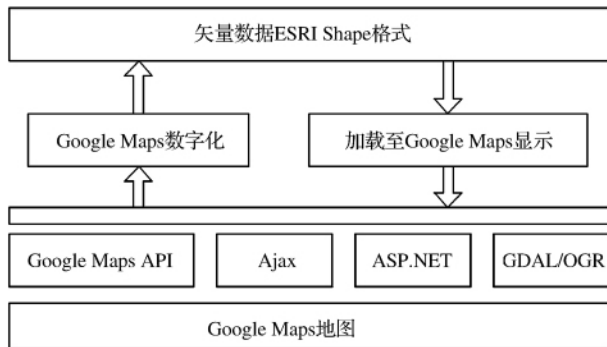 矢量数据ESRI Shape格式
Google Maps数字化
加载至Google Maps显示
Google Maps API
Ajax
ASP.NET
GDAL/OGR
Google Maps地图